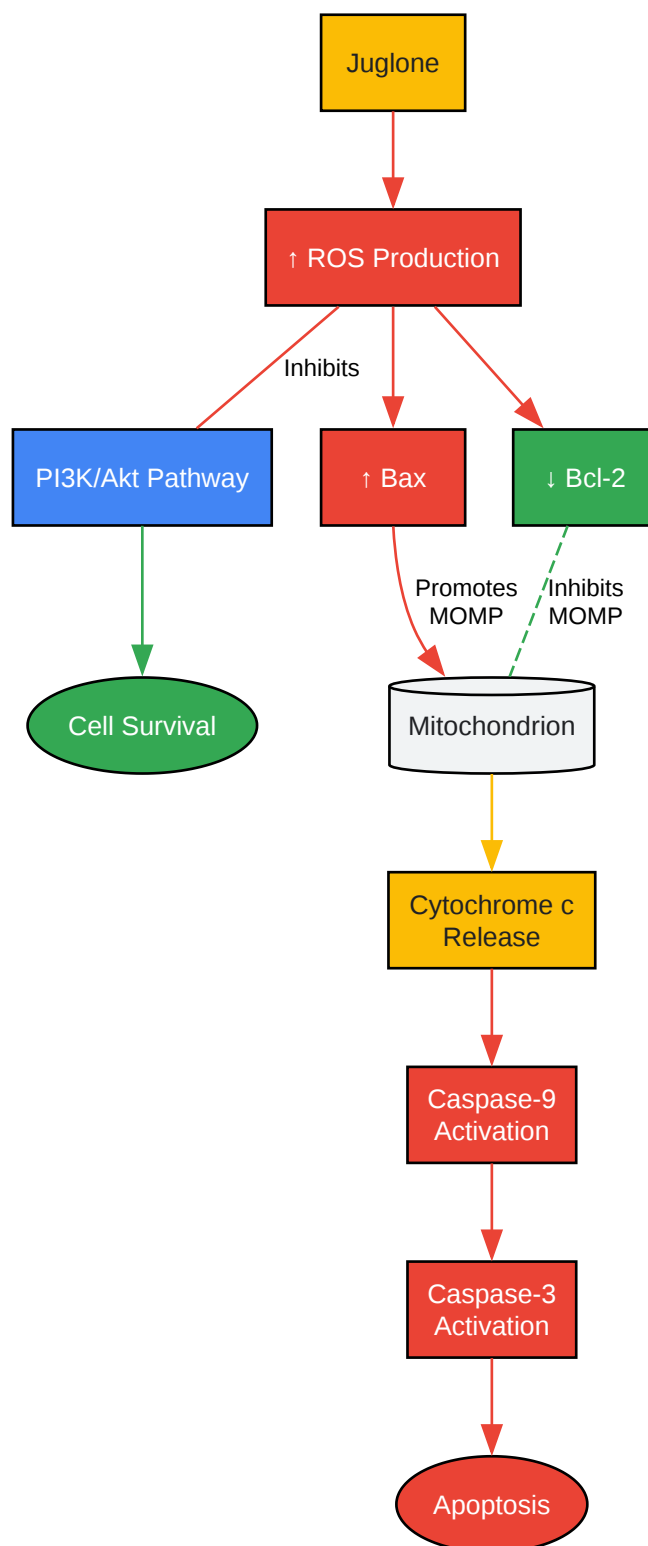 Juglone
↑ ROS Production
Inhibits
PI3K/Akt Pathway
↑ Bax
↓ Bcl-2
Promotes
MOMP
Inhibits
MOMP
Cell Survival
Mitochondrion
Cytochrome c
Release
Caspase-9
Activation
Caspase-3
Activation
Apoptosis